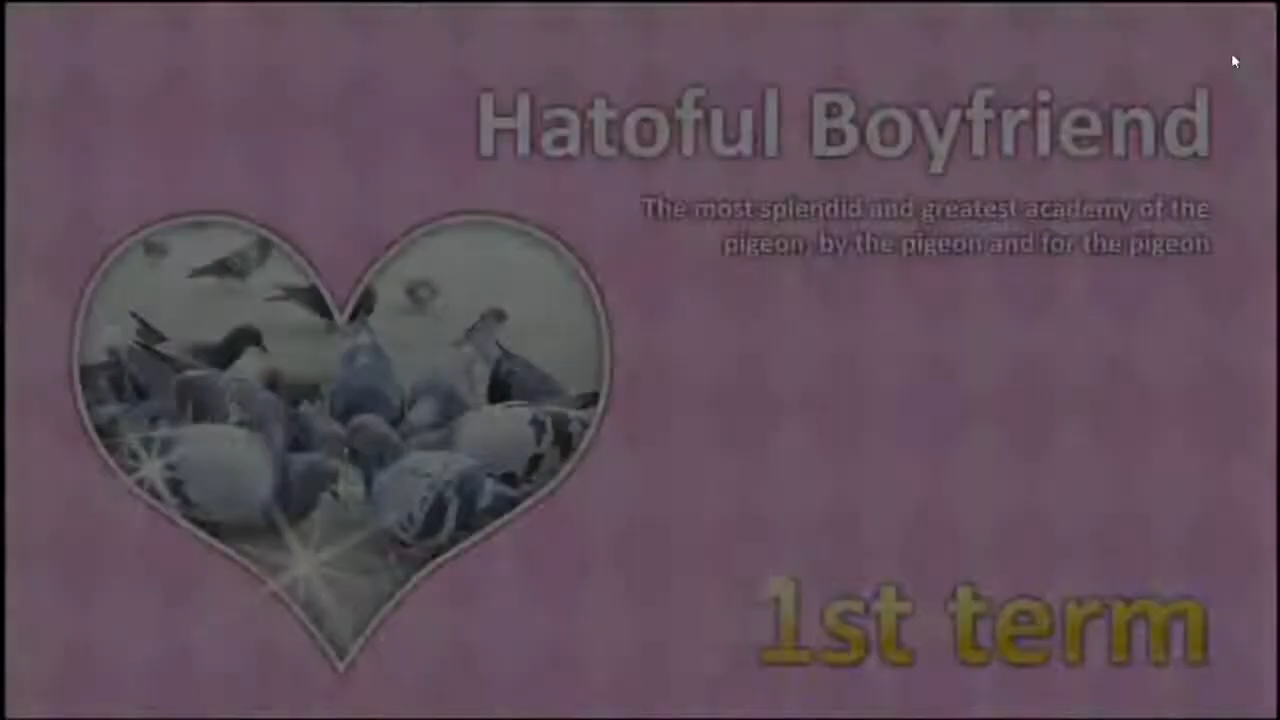 Hatoful Boyfriend
The most splendid and greatest academy of the
pigeon, by the pigeon and for the pigeon
1st term